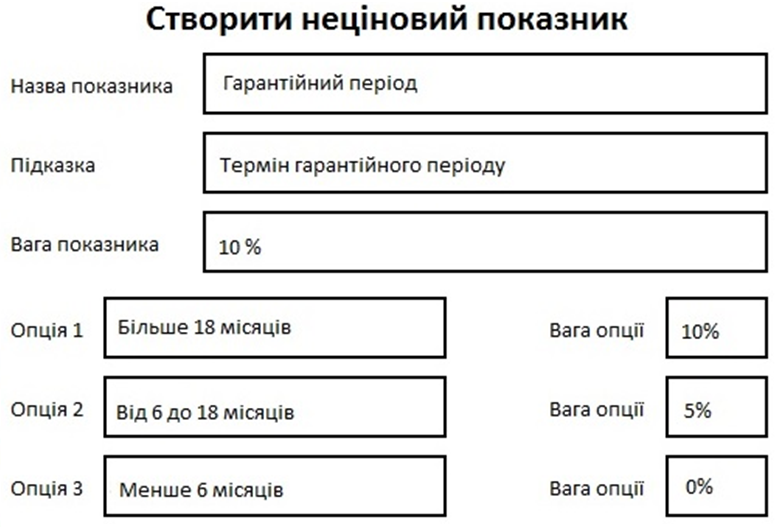 Створити неціновий показник
Назва показника Гарантійний період
Підказка Термін гарантійного періоду
Вага показника 10 %
Опція 1 Більше 18 місяців Вага опції 10%
Опція 2 Від 6 до 18 місяців Вага опції 5%
Опція 3 Менше 6 місяців Вага опції 0%